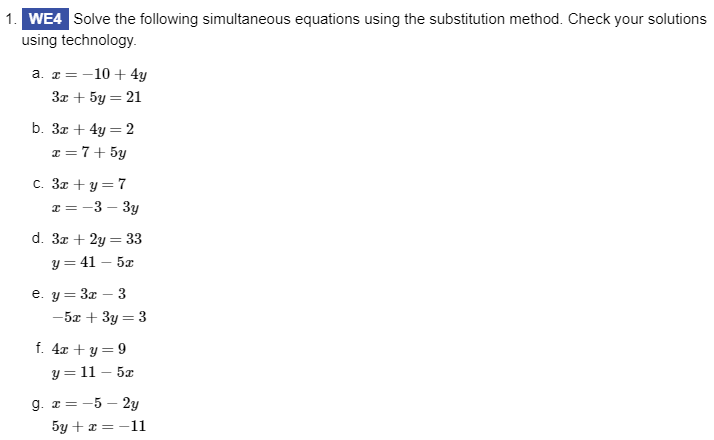 1. WE4 Solve the following simultaneous equations using the substitution method. Check your solutions
using technology.
a. x = −10 + 4y
3x + 5y = 21
b. 3x + 4y = 2
x = 7 + 5y
c. 3x + y = 7
x = −3 − 3y
d. 3x + 2y = 33
y = 41 − 5x
e. y = 3x − 3
−5x + 3y = 3
f. 4x + y = 9
y = 11 − 5x
g. x = −5 − 2y
5y + x = −11